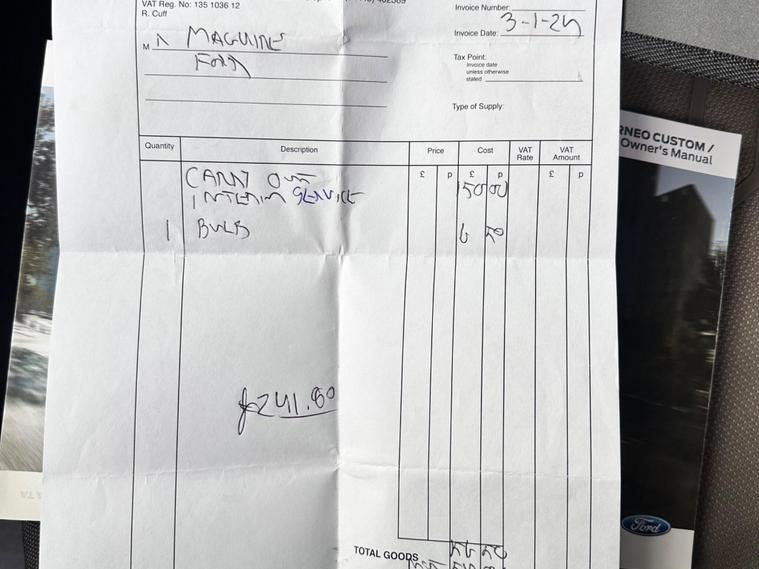 VAT Reg. No: 135 1036 12
R. Cuff
Invoice Number:
Invoice Date: 3-1-24
M N MAGUIRE
FORD
Tax Point:
Invoice date
unless otherwise
stated
Type of Supply:
Quantity Description Price Cost VAT Rate VAT Amount
£ p £ p £ p
CARRY OUT
INTERIM SERVICE 150 00
1 BULB 6 50
£241.80
TOTAL GOODS
RNEO CUSTOM /
Owner's Manual
Ford